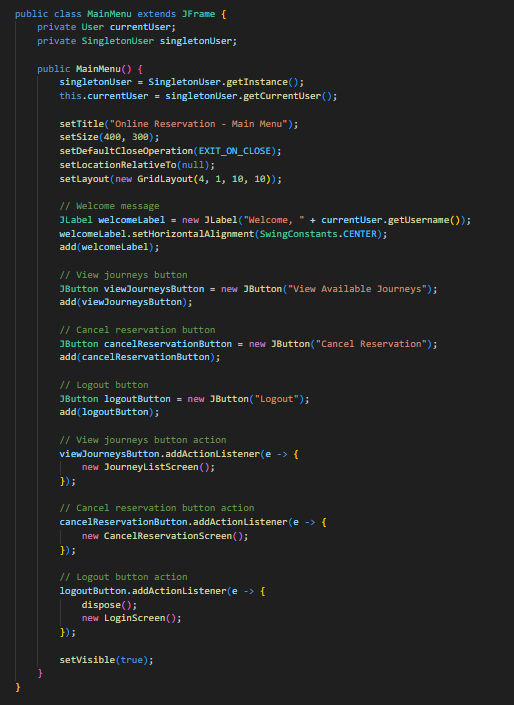 public class MainMenu extends JFrame {
    private User currentUser;
    private SingletonUser singletonUser;

    public MainMenu() {
        singletonUser = SingletonUser.getInstance();
        this.currentUser = singletonUser.getCurrentUser();

        setTitle("Online Reservation - Main Menu");
        setSize(400, 300);
        setDefaultCloseOperation(EXIT_ON_CLOSE);
        setLocationRelativeTo(null);
        setLayout(new GridLayout(4, 1, 10, 10));

        // Welcome message
        JLabel welcomeLabel = new JLabel("Welcome, " + currentUser.getUsername());
        welcomeLabel.setHorizontalAlignment(SwingConstants.CENTER);
        add(welcomeLabel);

        // View journeys button
        JButton viewJourneysButton = new JButton("View Available Journeys");
        add(viewJourneysButton);

        // Cancel reservation button
        JButton cancelReservationButton = new JButton("Cancel Reservation");
        add(cancelReservationButton);

        // Logout button
        JButton logoutButton = new JButton("Logout");
        add(logoutButton);

        // View journeys button action
        viewJourneysButton.addActionListener(e -> {
            new JourneyListScreen();
        });

        // Cancel reservation button action
        cancelReservationButton.addActionListener(e -> {
            new CancelReservationScreen();
        });

        // Logout button action
        logoutButton.addActionListener(e -> {
            dispose();
            new LoginScreen();
        });

        setVisible(true);
    }
}